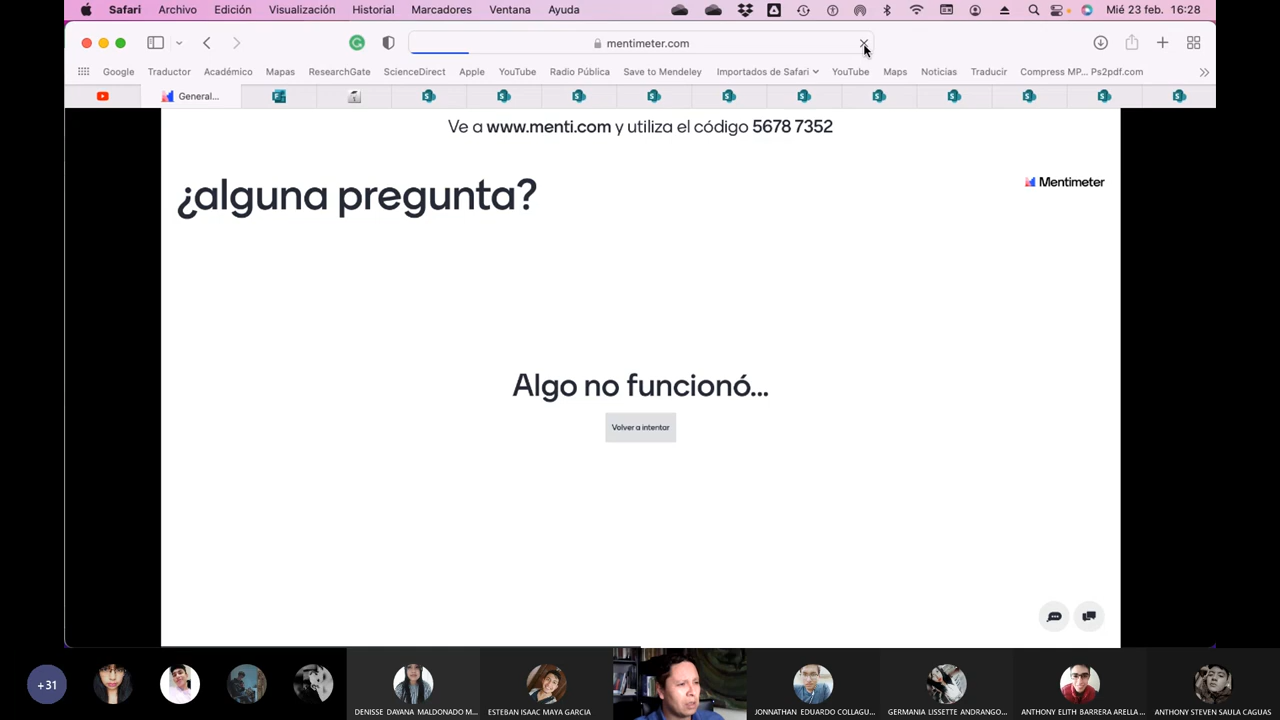 Safari Archivo Edición Visualización Historial Marcadores Ventana Ayuda Mié 23 feb. 16:28
mentimeter.com
Google Traductor Académico Mapas ResearchGate ScienceDirect Apple YouTube Radio Pública Save to Mendeley Importados de Safari YouTube Maps Noticias Traducir Compress MP... Ps2pdf.com
General...
Ve a www.menti.com y utiliza el código 5678 7352
¿alguna pregunta?
Mentimeter
Algo no funcionó...
Volver a intentar
+31
DENISSE DAYANA MALDONADO M...
ESTEBAN ISAAC MAYA GARCIA
JONNATHAN EDUARDO COLLAGU...
GERMANIA LISSETTE ANDRANGO...
ANTHONY ELITH BARRERA ARELLA ...
ANTHONY STEVEN SAULA CAGUAS